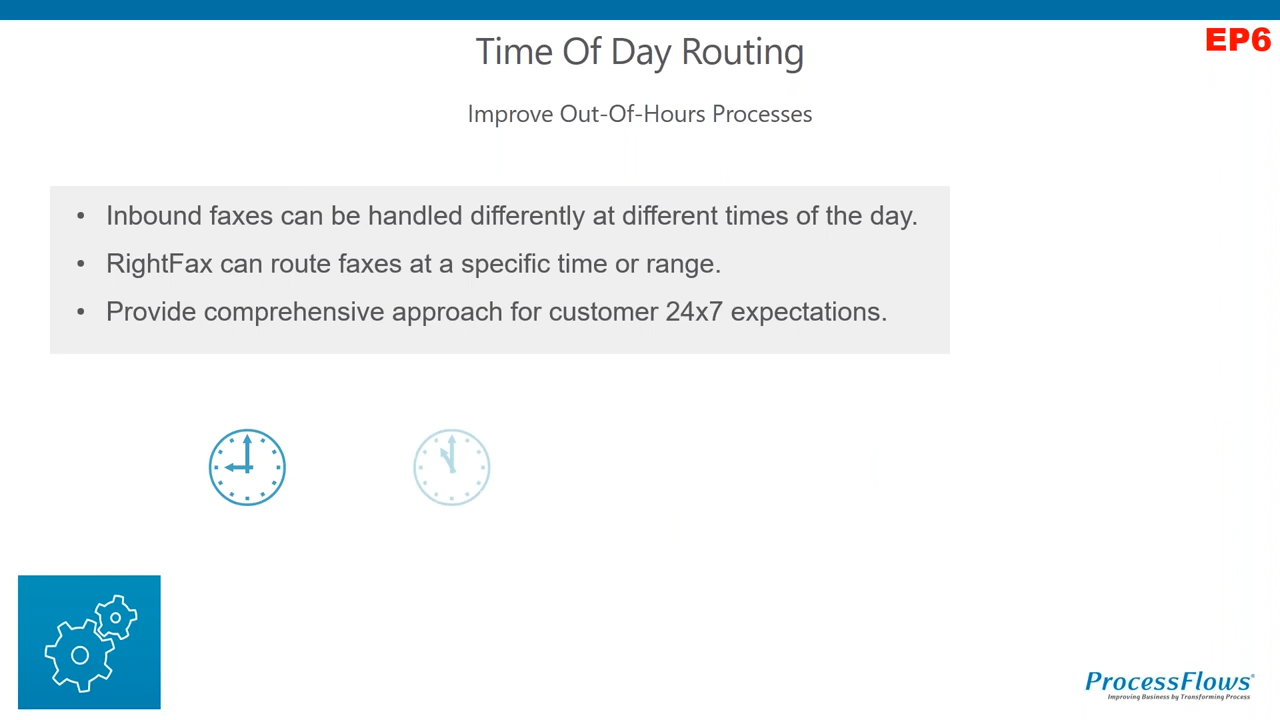 EP6
Time Of Day Routing
Improve Out-Of-Hours Processes
• Inbound faxes can be handled differently at different times of the day.
• RightFax can route faxes at a specific time or range.
• Provide comprehensive approach for customer 24x7 expectations.
ProcessFlows®
Improving Business by Transforming Process